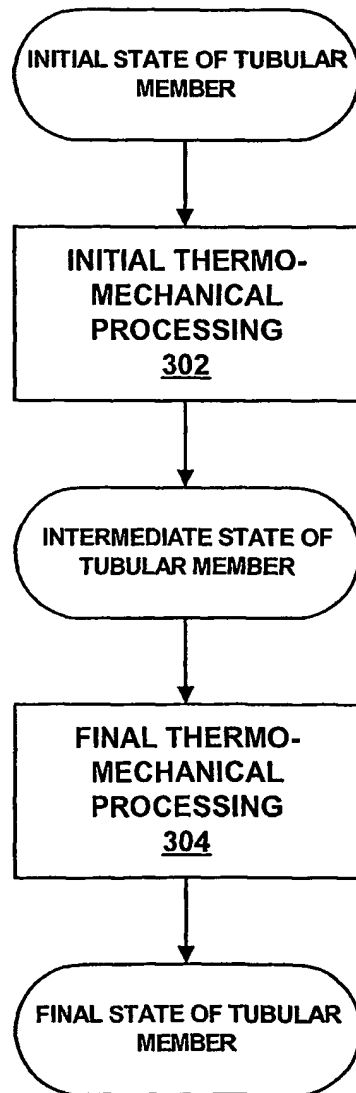 INITIAL STATE OF TUBULAR
MEMBER
INITIAL THERMO-
MECHANICAL
PROCESSING
302
INTERMEDIATE STATE OF
TUBULAR MEMBER
FINAL THERMO-
MECHANICAL
PROCESSING
304
FINAL STATE OF TUBULAR
MEMBER